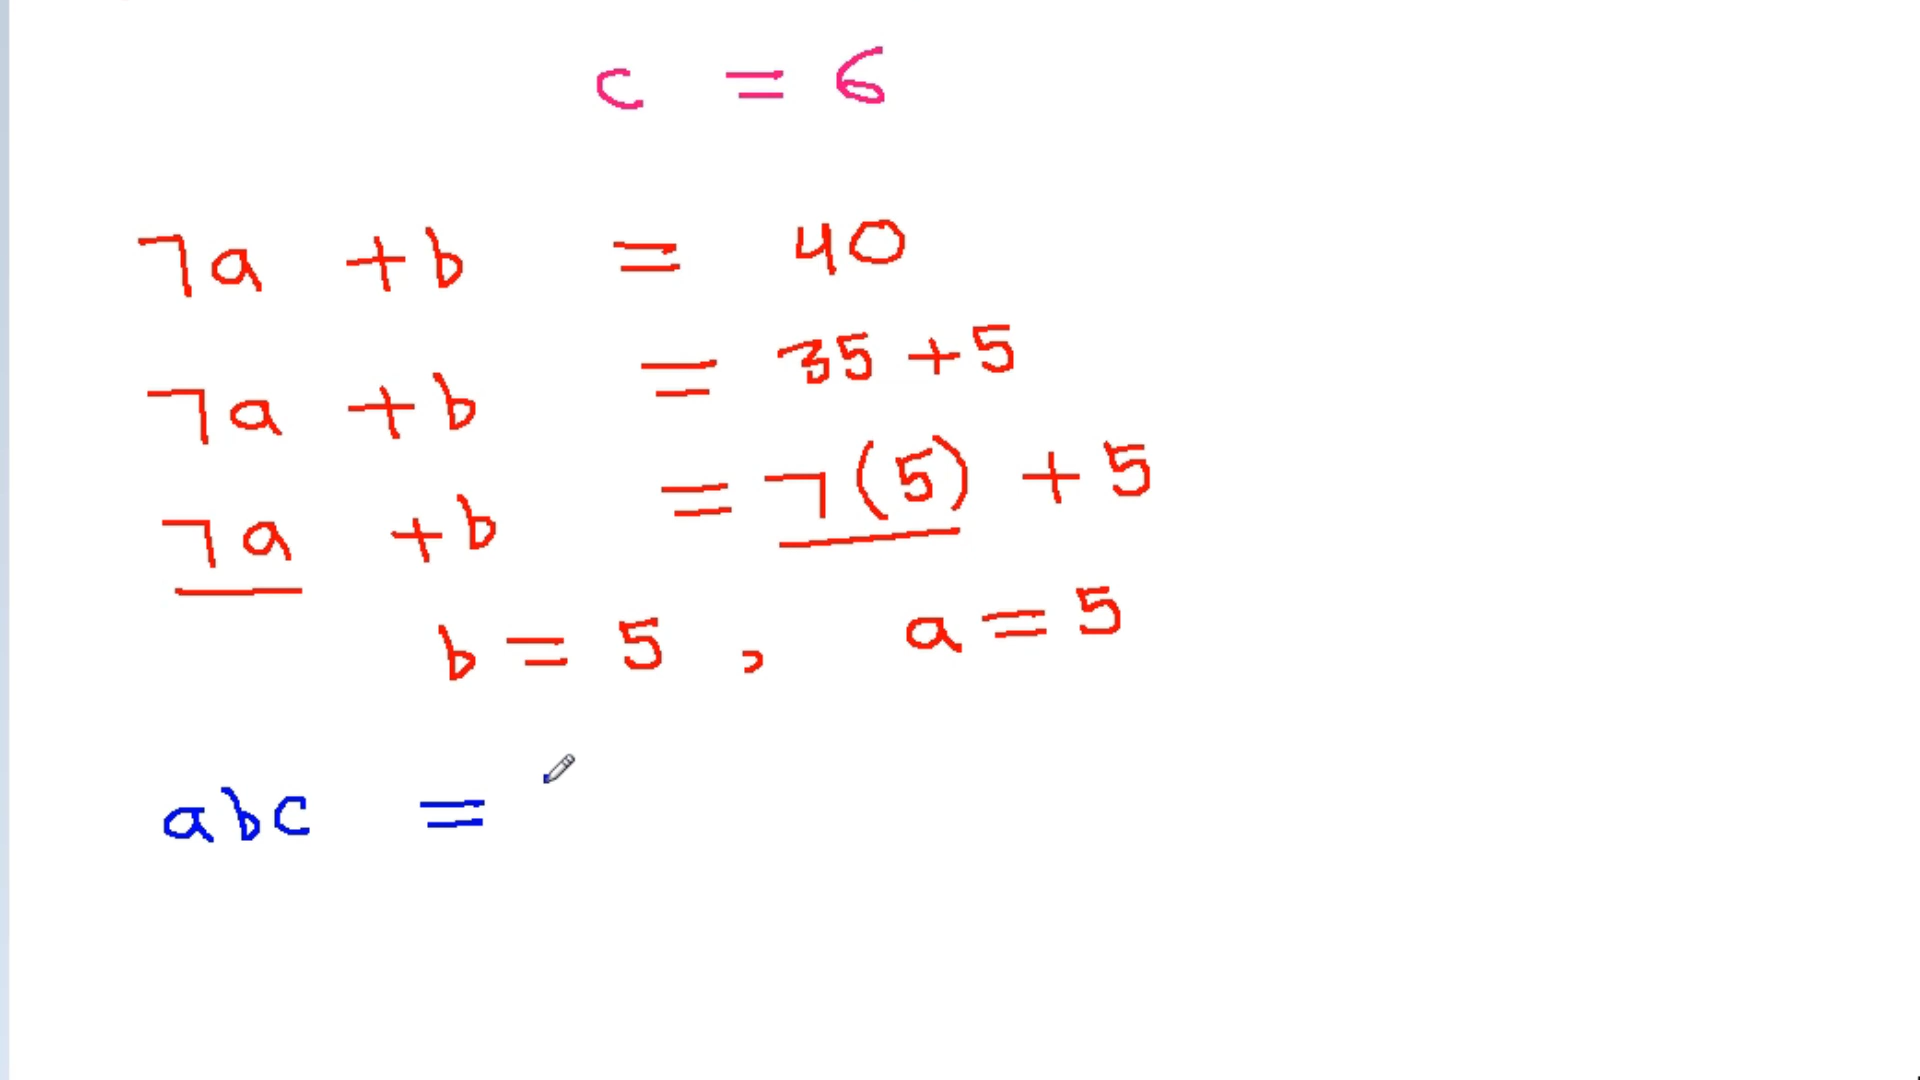 c = 6
7a + b = 40
7a + b = 35 + 5
7a + b = 7(5) + 5
b = 5 , a = 5
abc =